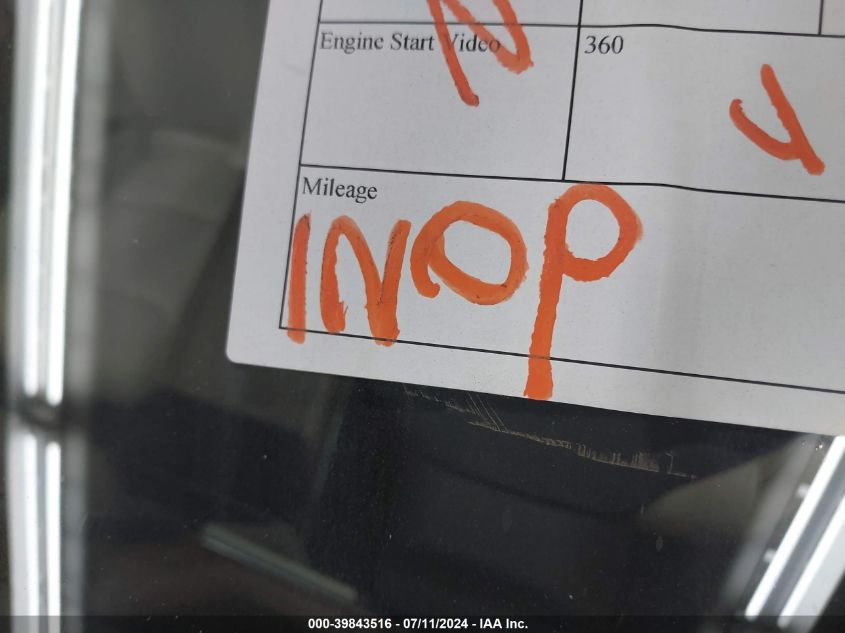 Engine Start Video N
360 Y
Mileage
INOP
000-39843516 - 07/11/2024 - IAA Inc.